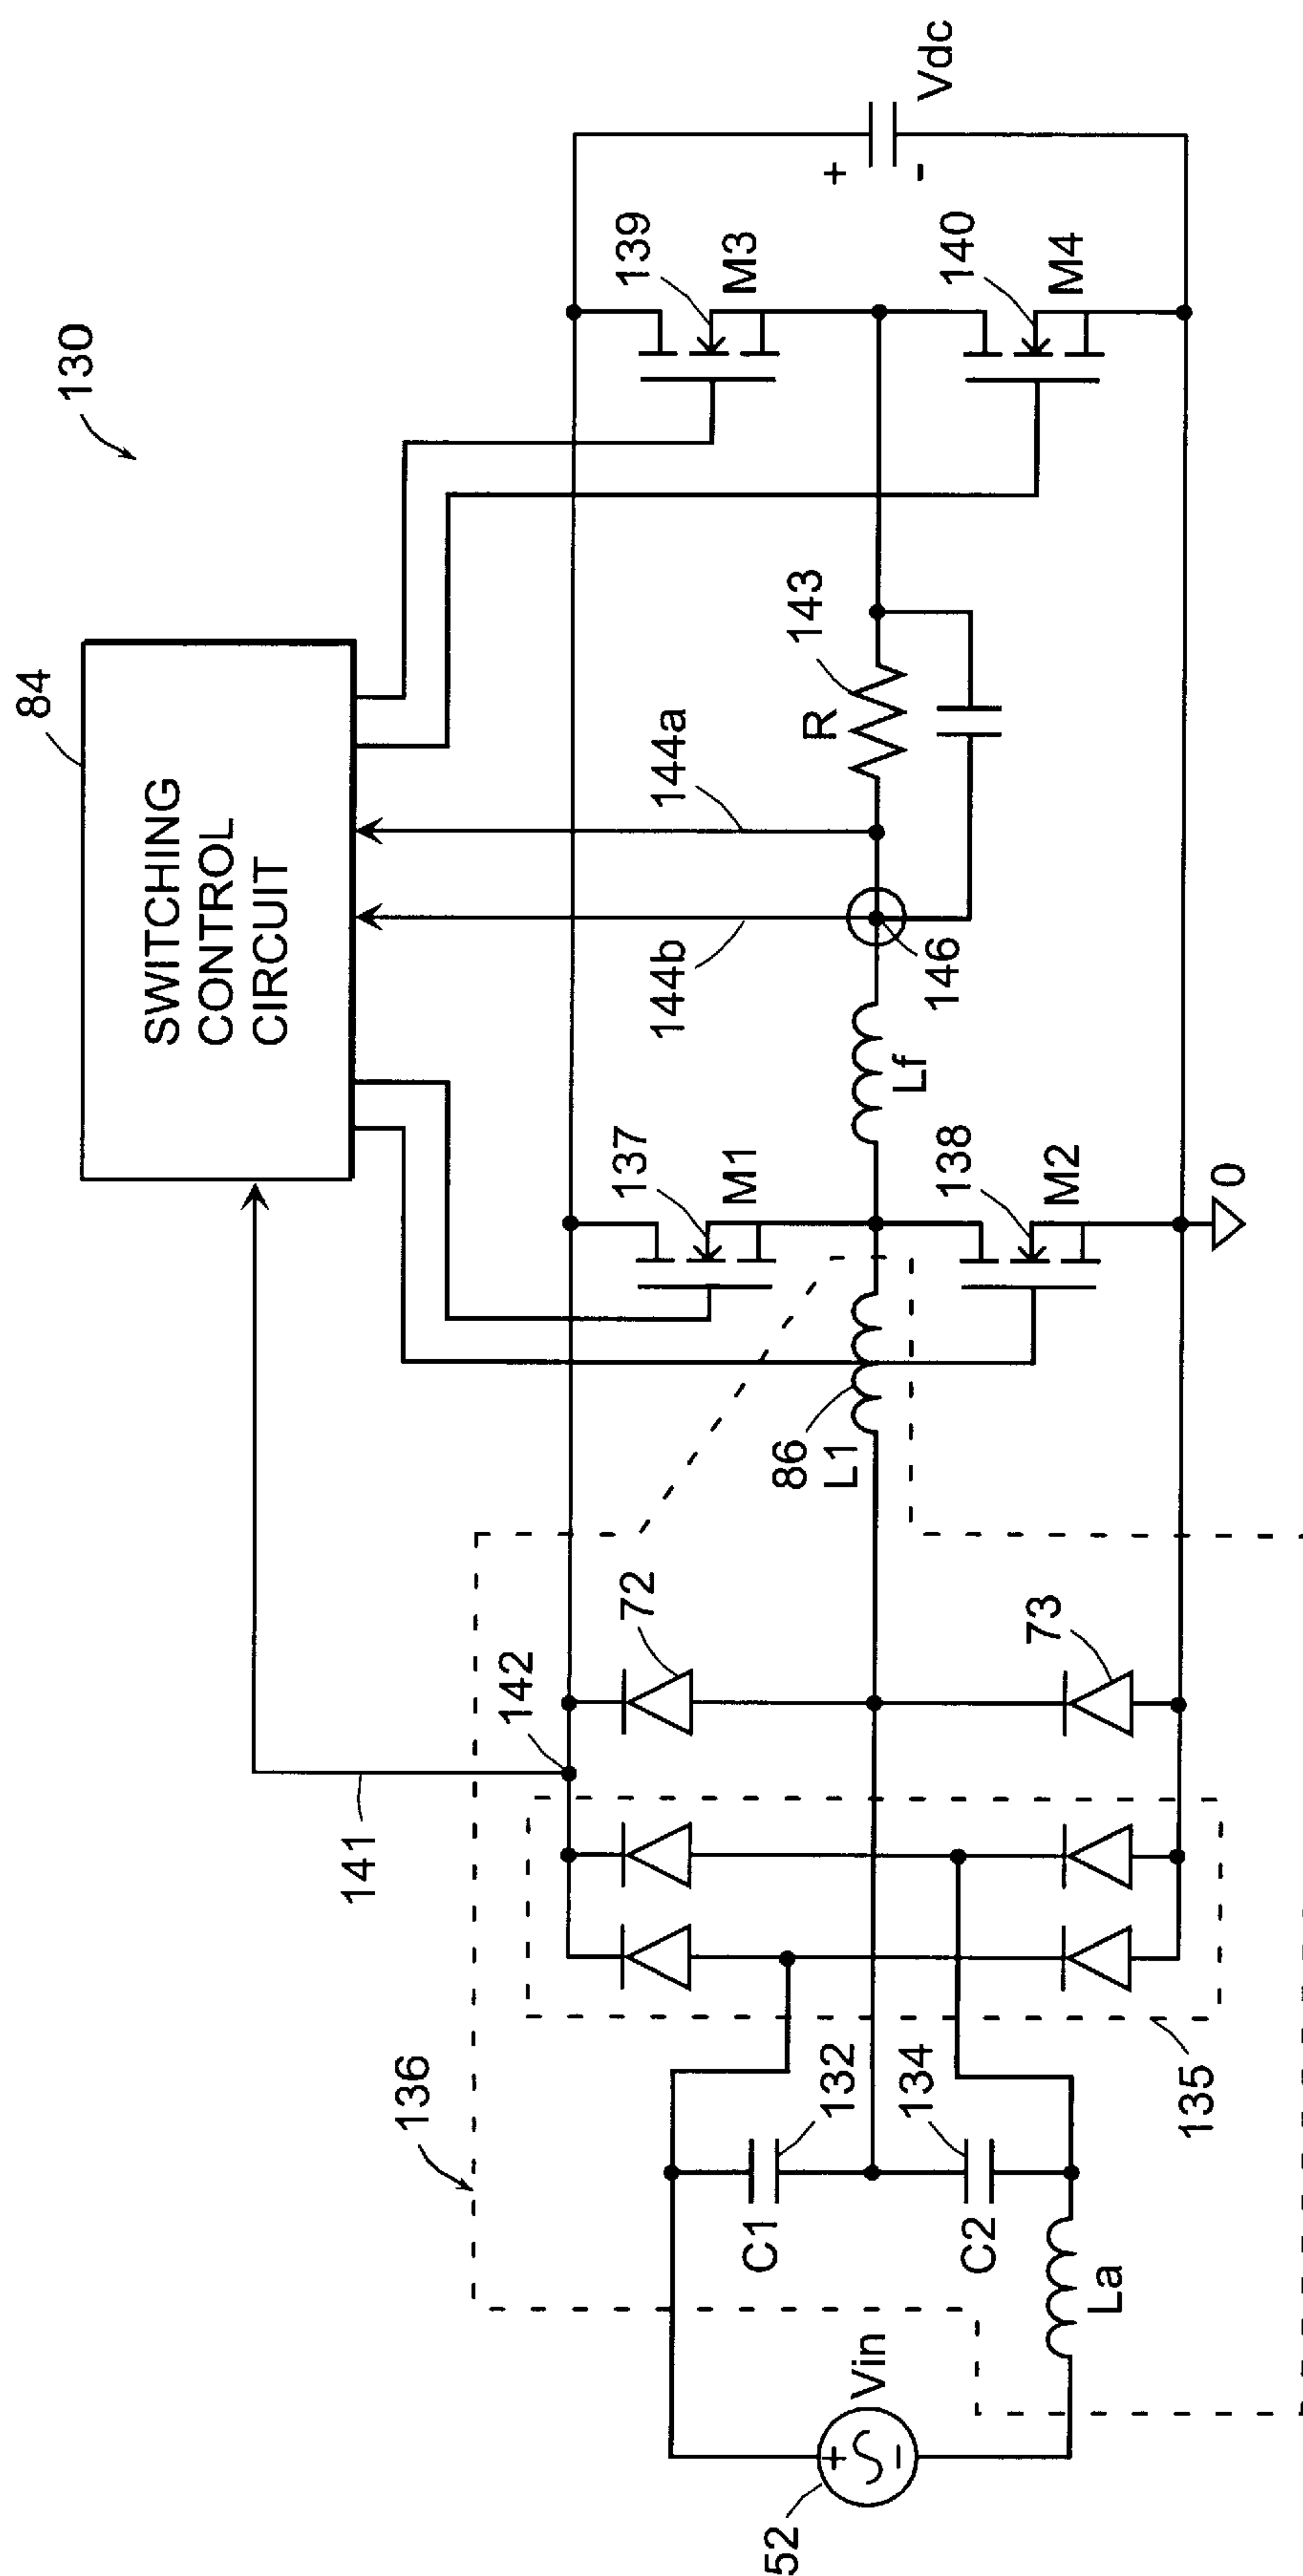 130
84
SWITCHING
CONTROL
CIRCUIT
139
M3
140
M4
+
-
Vdc
143
R
144a
144b
146
Lf
137
M1
138
M2
0
86
L1
72
73
142
141
136
135
132
134
C1
C2
La
Vin
+
-
52